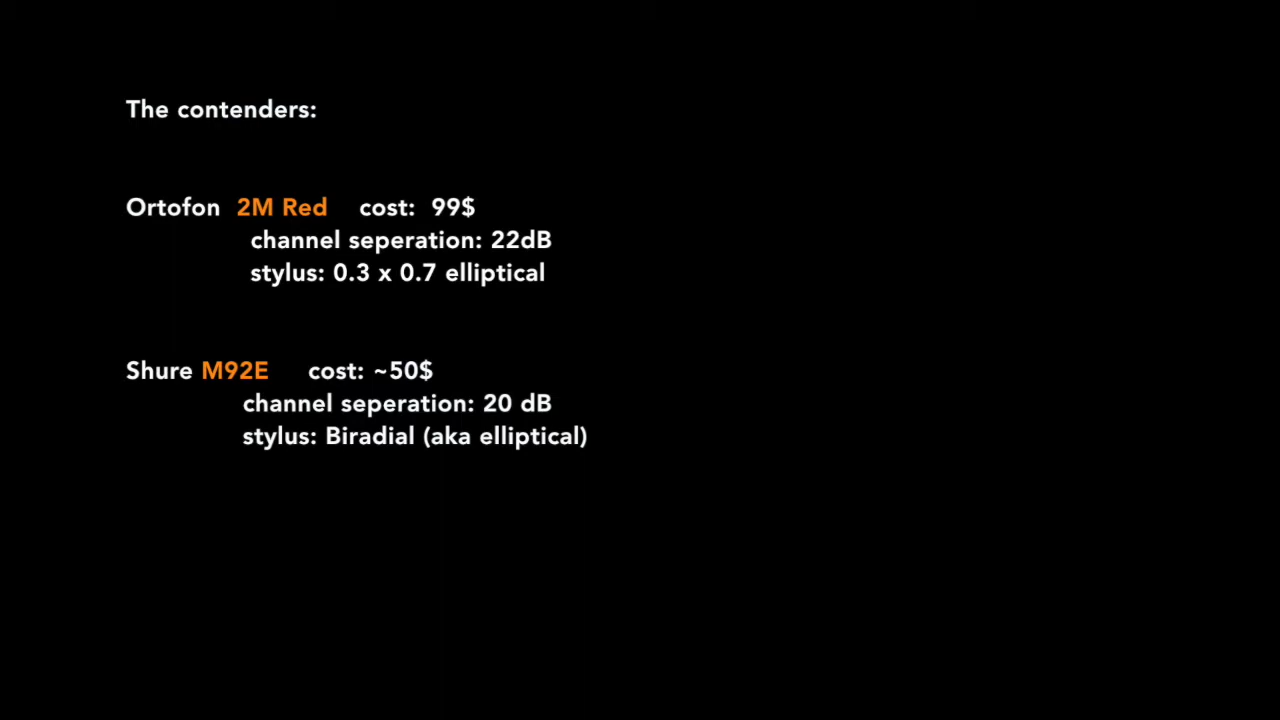 The contenders:
Ortofon 2M Red cost: 99$
channel seperation: 22dB
stylus: 0.3 x 0.7 elliptical
Shure M92E cost: ~50$
channel seperation: 20 dB
stylus: Biradial (aka elliptical)